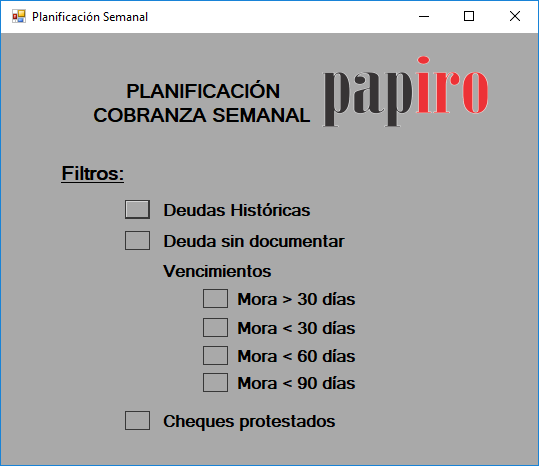 Planificación Semanal
PLANIFICACIÓN
COBRANZA SEMANAL
papiro
Filtros:
Deudas Históricas
Deuda sin documentar
Vencimientos
Mora > 30 días
Mora < 30 días
Mora < 60 días
Mora < 90 días
Cheques protestados